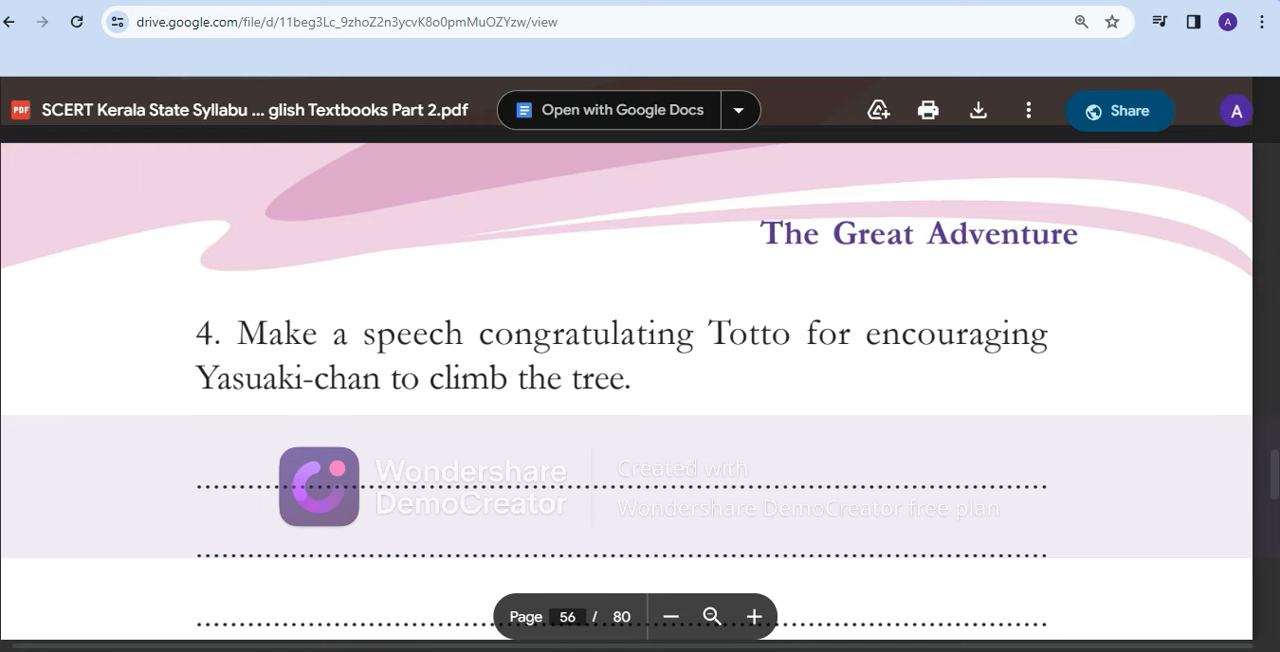 drive.google.com/file/d/11beg3Lc_9zhoZ2n3ycvK8o0pmMuOZYzw/view
A
PDF SCERT Kerala State Syllabu ... glish Textbooks Part 2.pdf
Open with Google Docs
Share
A
The Great Adventure
4. Make a speech congratulating Totto for encouraging
Yasuaki-chan to climb the tree.
Wondershare
DemoCreator
Created with
Wondershare DemoCreator free plan
Page 56 / 80